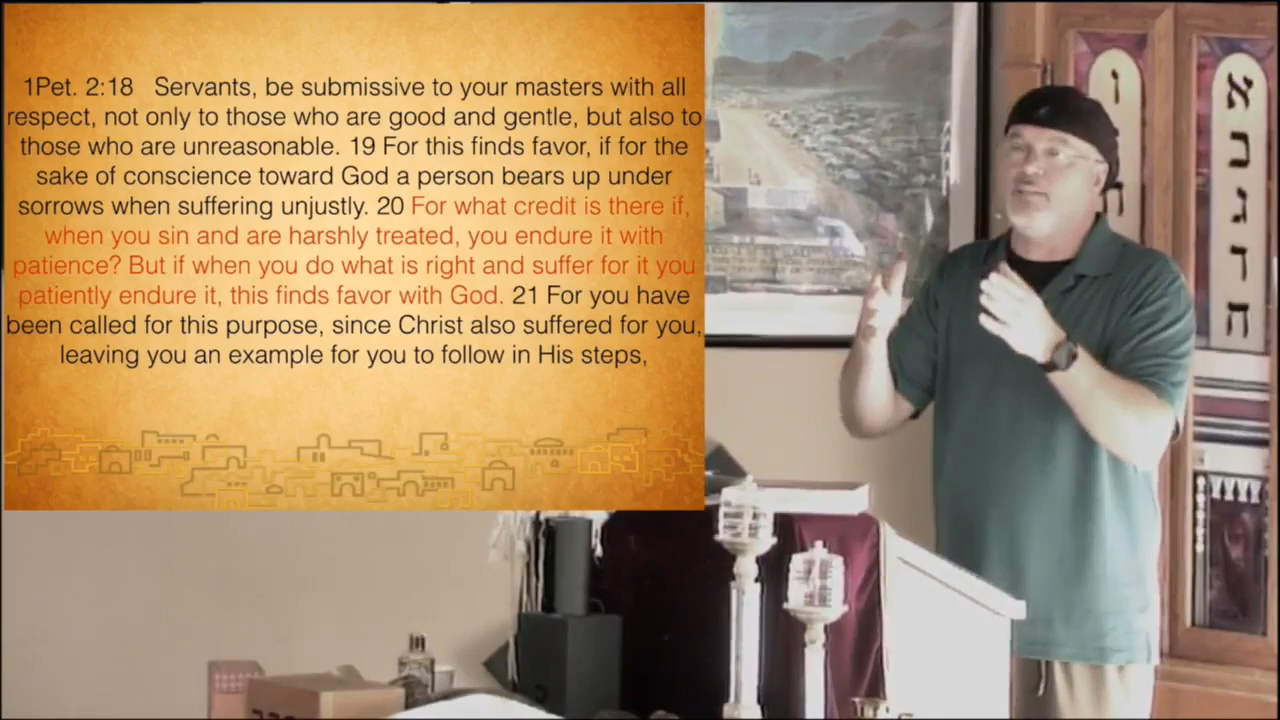 1Pet. 2:18 Servants, be submissive to your masters with all
respect, not only to those who are good and gentle, but also to
those who are unreasonable. 19 For this finds favor, if for the
sake of conscience toward God a person bears up under
sorrows when suffering unjustly. 20 For what credit is there if,
when you sin and are harshly treated, you endure it with
patience? But if when you do what is right and suffer for it you
patiently endure it, this finds favor with God. 21 For you have
been called for this purpose, since Christ also suffered for you,
leaving you an example for you to follow in His steps,
ו
א
ב
ג
ד
ה